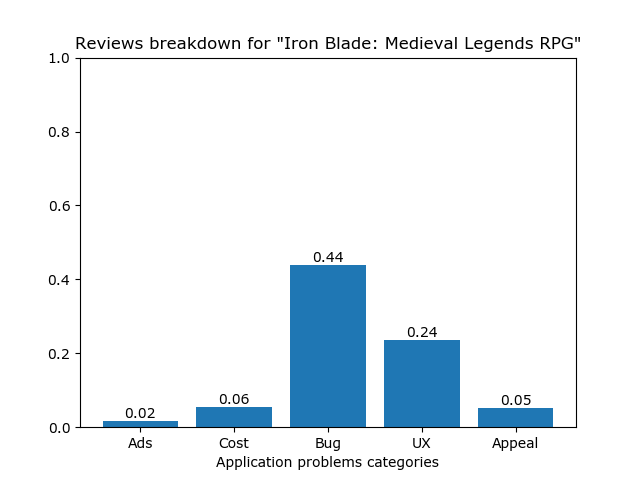 Reviews breakdown for "Iron Blade: Medieval Legends RPG"
1.0
0.8
0.6
0.4
0.2
0.0
0.02
0.06
0.44
0.24
0.05
Ads
Cost
Bug
UX
Appeal
Application problems categories